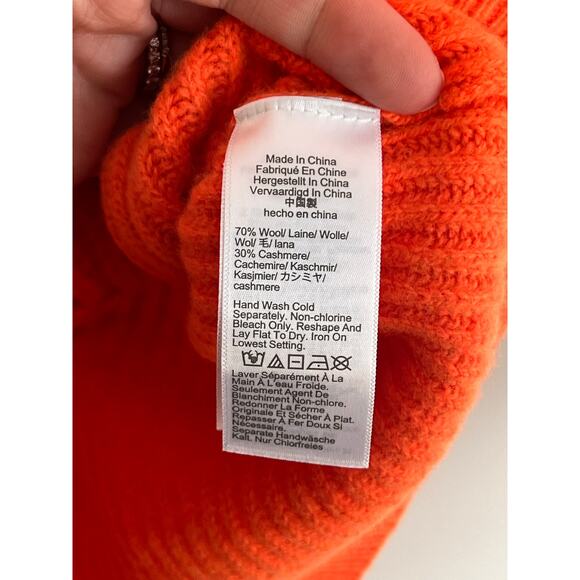 Made In China
Fabriqué En Chine
Hergestellt In China
Vervaardigd In China
中国製
hecho en china
70% Wool/ Laine/ Wolle/
Wol/ 毛/ lana
30% Cashmere/
Cachemire/ Kaschmir/
Kasjmier/ カシミヤ/
cashmere
Hand Wash Cold
Separately. Non-chlorine
Bleach Only. Reshape And
Lay Flat To Dry. Iron On
Lowest Setting.
Laver Séparément À La
Main À L'eau Froide.
Seulement Agent De
Blanchiment Non-chlore.
Redonner La Forme
Originale Et Sécher À Plat.
Repasser À Fer Doux Si
Nécessaire.
Separate Handwäsche
Kalt. Nur Chlorfreies